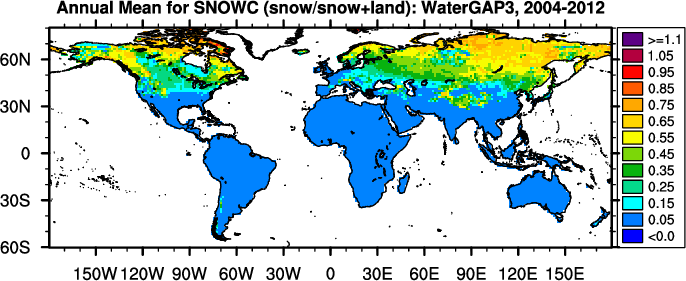 Annual Mean for SNOWC (snow/snow+land): WaterGAP3, 2004-2012
60N
30N
0
30S
60S
150W 120W 90W 60W 30W 0 30E 60E 90E 120E 150E
>=1.1
1.05
0.95
0.85
0.75
0.65
0.55
0.45
0.35
0.25
0.15
0.05
<0.0